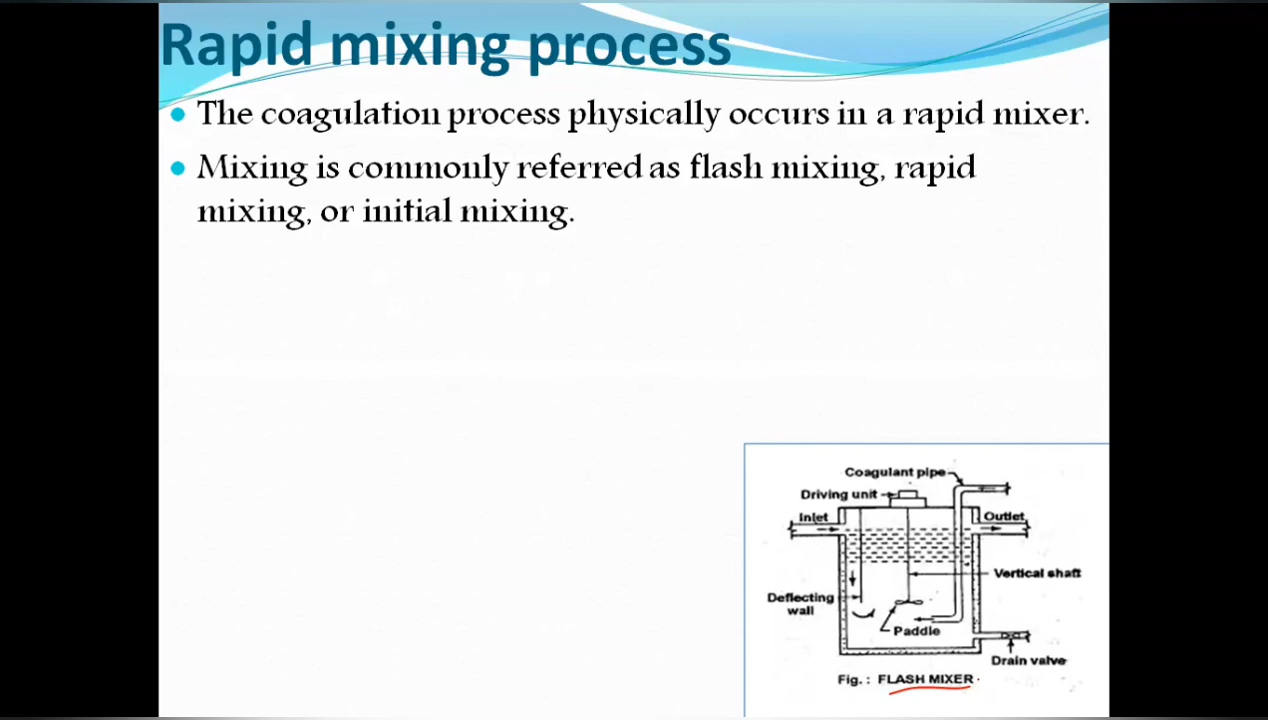 Rapid mixing process
The coagulation process physically occurs in a rapid mixer.
Mixing is commonly referred as flash mixing, rapid
mixing, or initial mixing.
Coagulant pipe
Driving unit
Inlet
Outlet
Vertical shaft
Deflecting
wall
Paddle
Drain valve
Fig. : FLASH MIXER